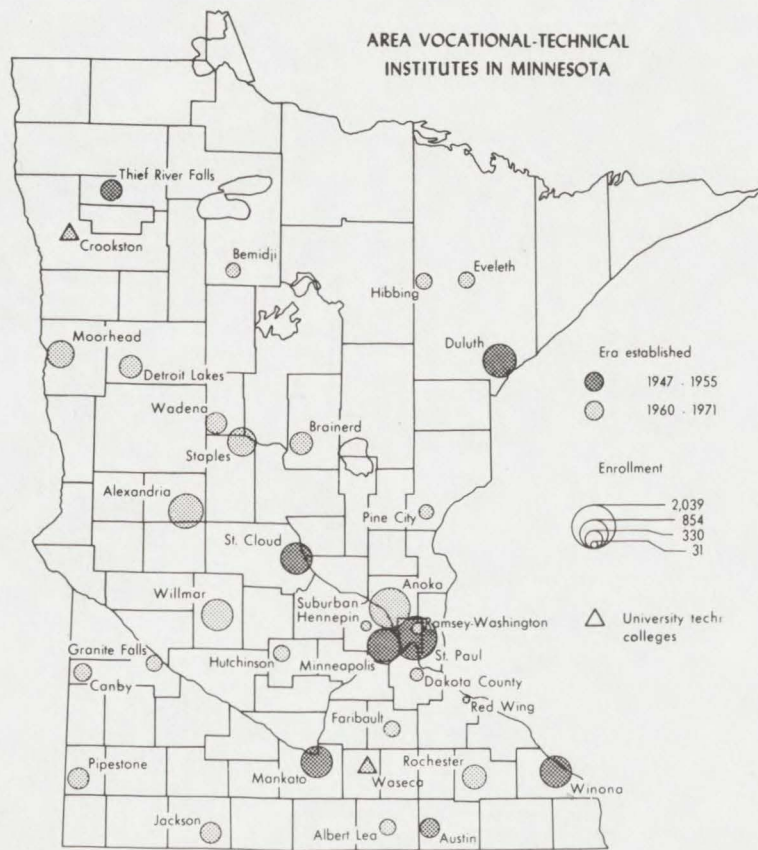 AREA VOCATIONAL-TECHNICAL
INSTITUTES IN MINNESOTA
Thief River Falls
Crookston
Bemidji
Eveleth
Hibbing
Moorhead
Duluth
Detroit Lakes
Era established
1947 - 1955
1960 - 1971
Wadena
Brainerd
Staples
Enrollment
2,039
854
330
31
Alexandria
Pine City
St. Cloud
Anoka
Willmar
Suburban
Hennepin
Ramsey-Washington
University
colleges
Granite Falls
Hutchinson
Minneapolis
St. Paul
Canby
Dakota County
Red Wing
Faribault
Pipestone
Mankato
Waseca
Rochester
Winona
Jackson
Albert Lea
Austin